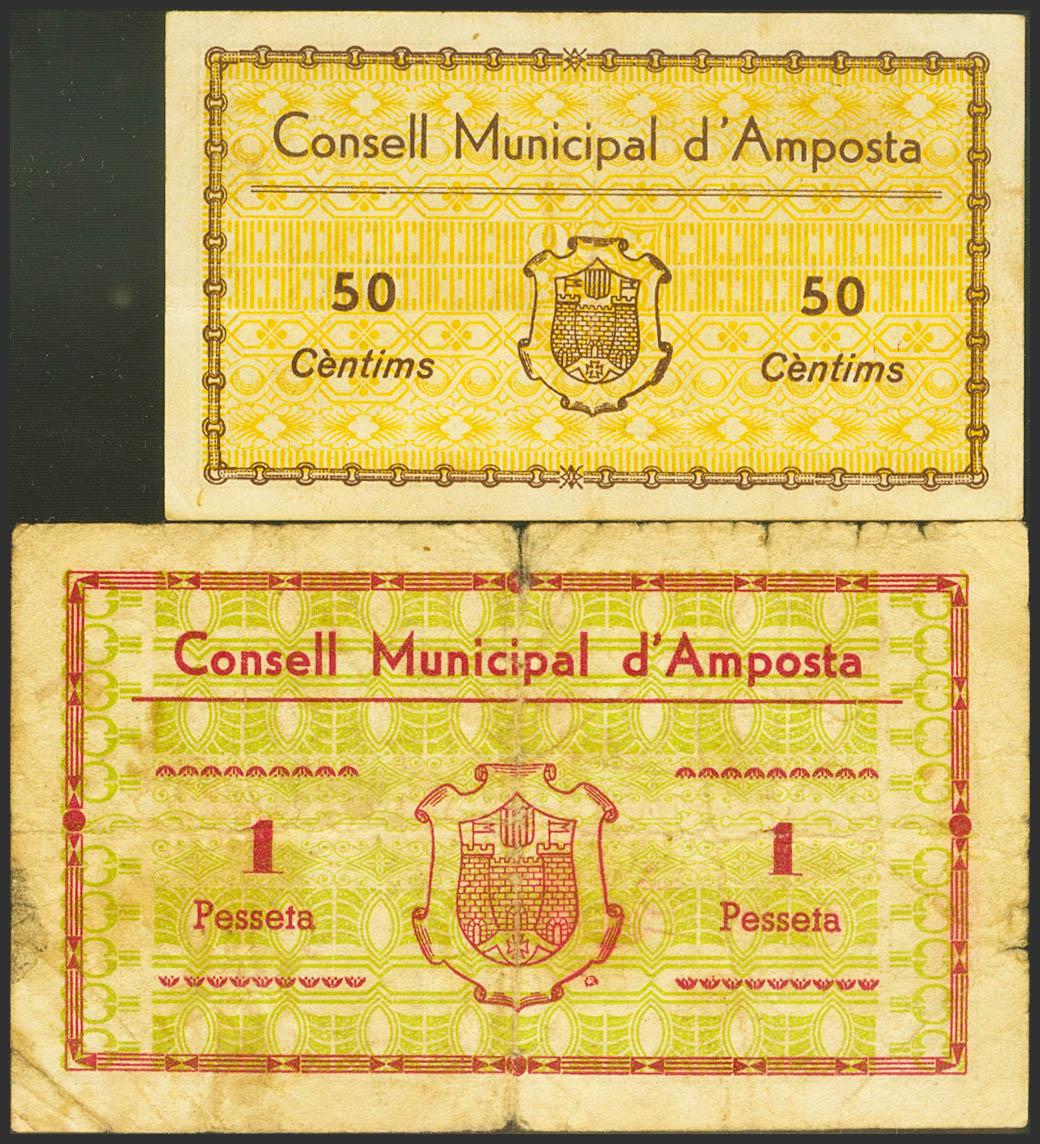 Consell Municipal d'Amposta
50 50
Cèntims Cèntims
Consell Municipal d'Amposta
1 1
Pesseta Pesseta